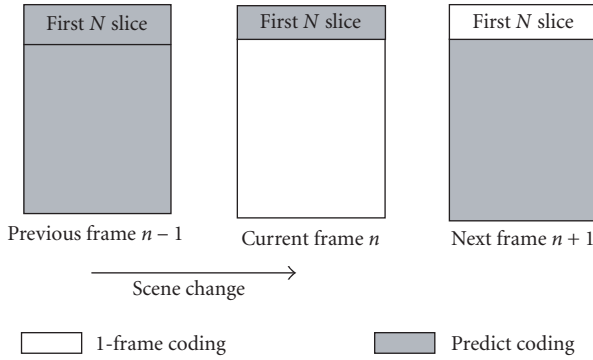 First N slice
First N slice
First N slice
Previous frame n – 1
Current frame n
Next frame n + 1
Scene change
1-frame coding
Predict coding